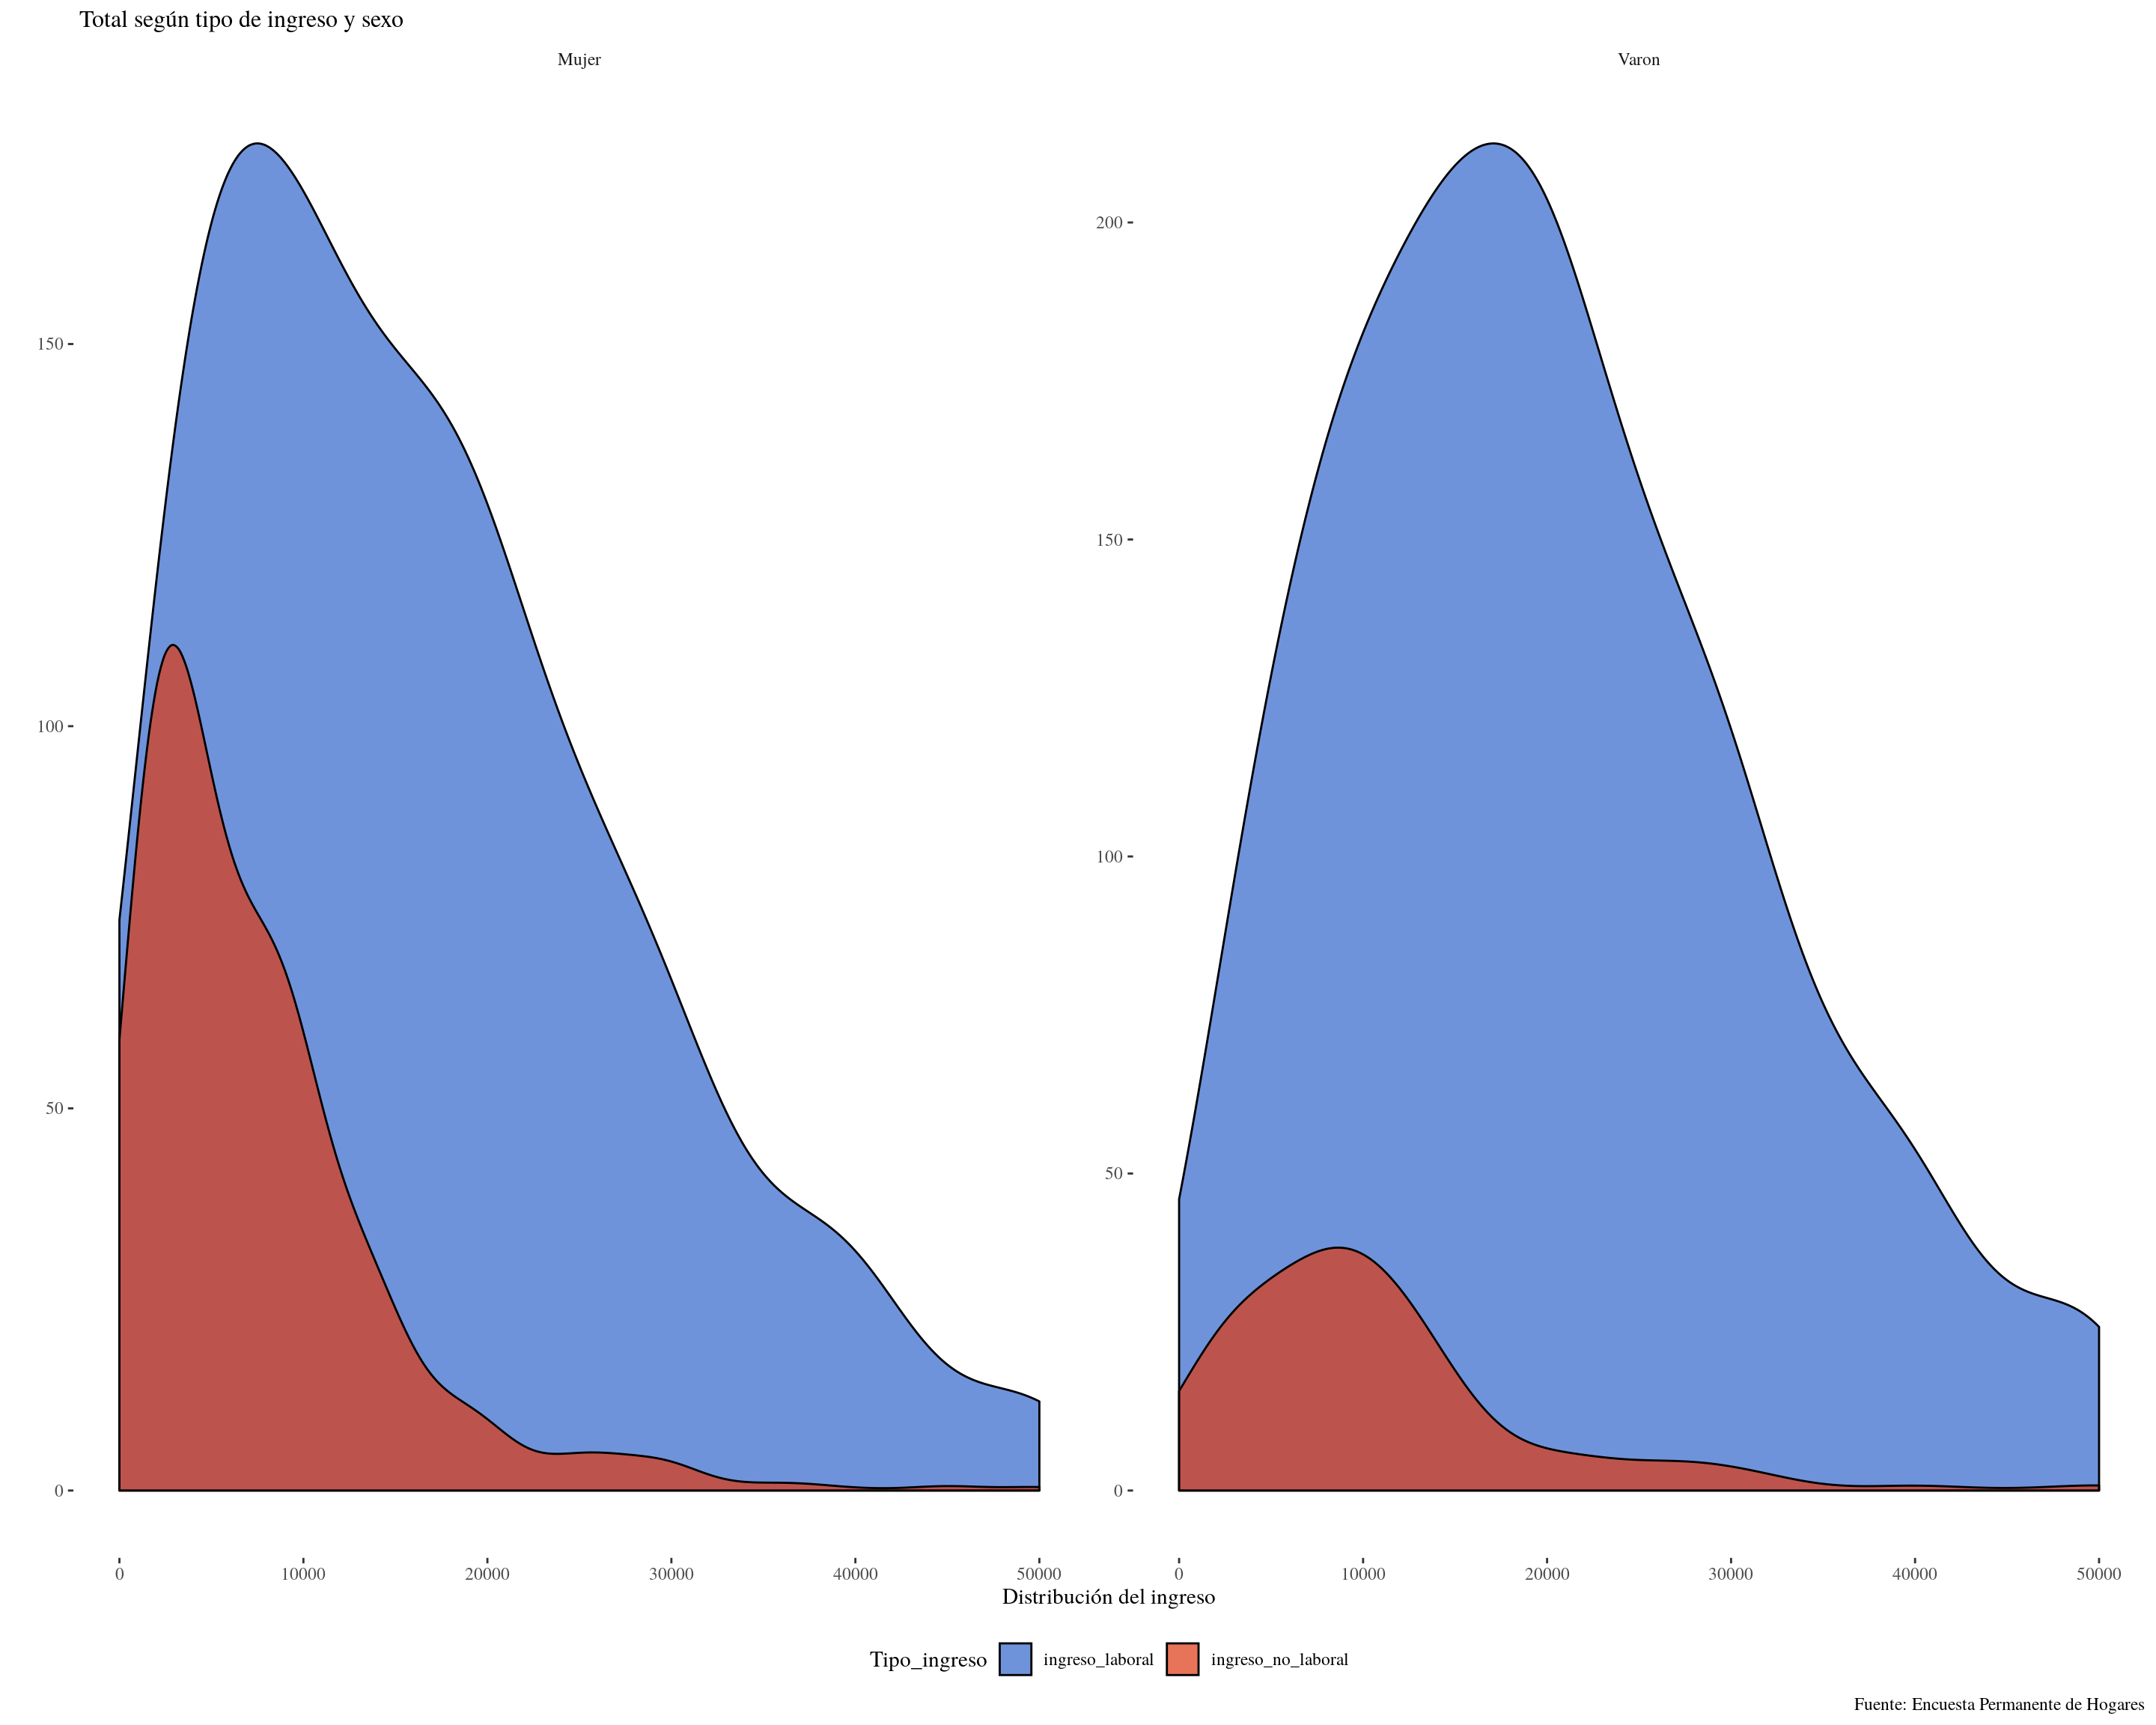 Total según tipo de ingreso y sexo
Mujer
Varon
150
100
50
0
200
150
100
50
0
0 10000 20000 30000 40000 50000
0 10000 20000 30000 40000 50000
Distribución del ingreso
Tipo_ingreso ingreso_laboral ingreso_no_laboral
Fuente: Encuesta Permanente de Hogares